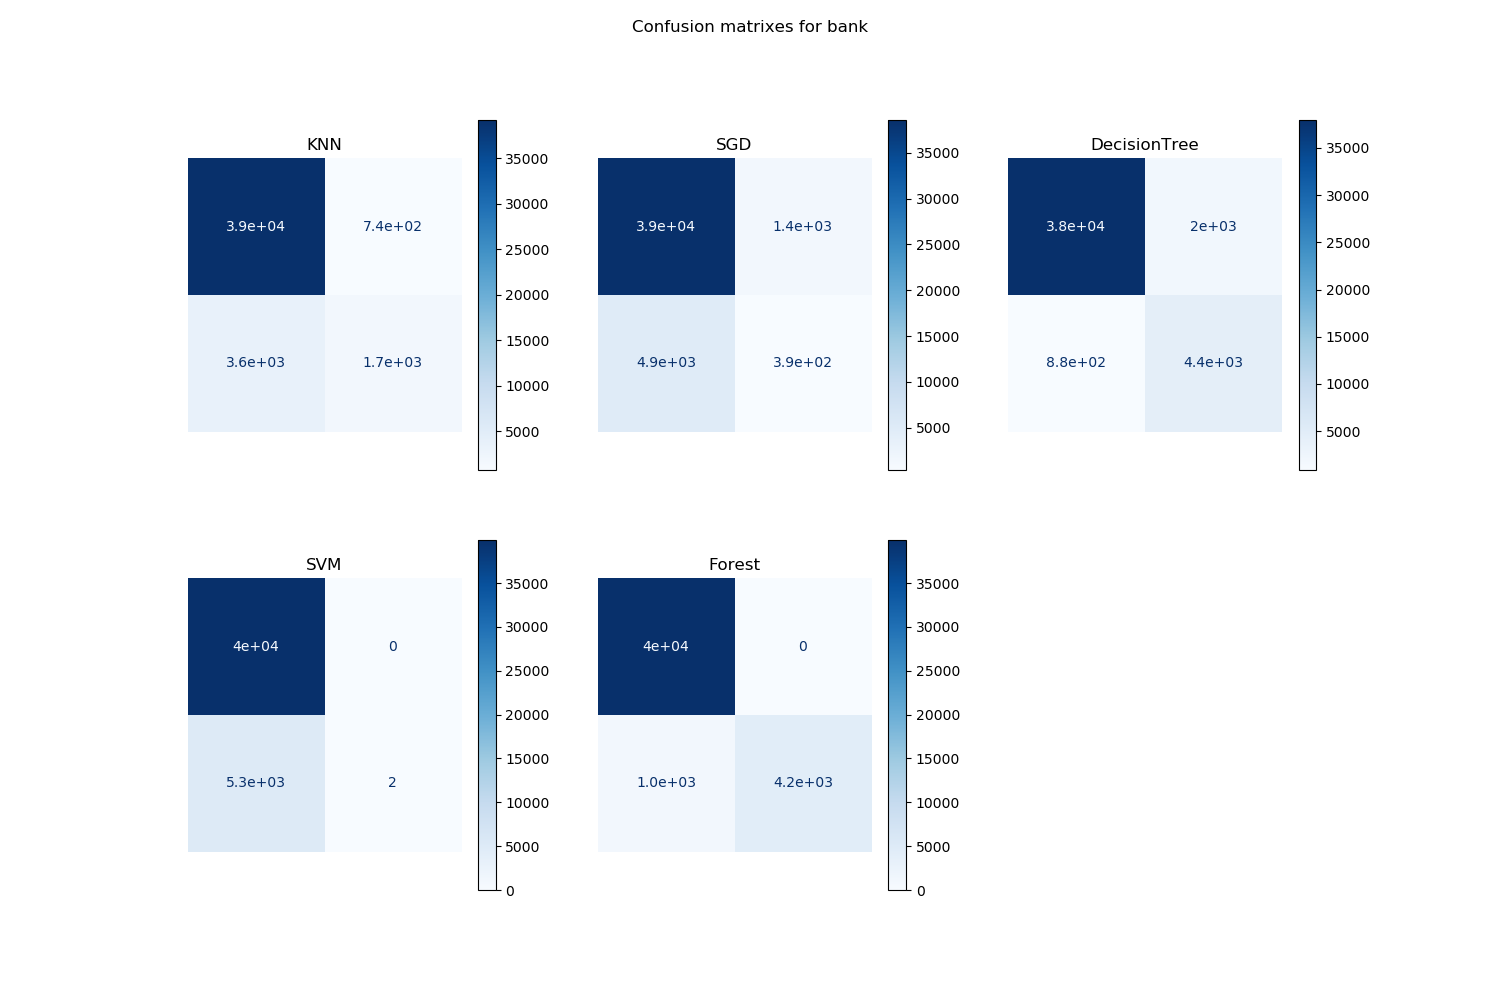 Confusion matrixes for bank
KNN
3.9e+04 7.4e+02
3.6e+03 1.7e+03
35000
30000
25000
20000
15000
10000
5000
SGD
3.9e+04 1.4e+03
4.9e+03 3.9e+02
35000
30000
25000
20000
15000
10000
5000
DecisionTree
3.8e+04 2e+03
8.8e+02 4.4e+03
35000
30000
25000
20000
15000
10000
5000
SVM
4e+04 0
5.3e+03 2
35000
30000
25000
20000
15000
10000
5000
0
Forest
4e+04 0
1.0e+03 4.2e+03
35000
30000
25000
20000
15000
10000
5000
0